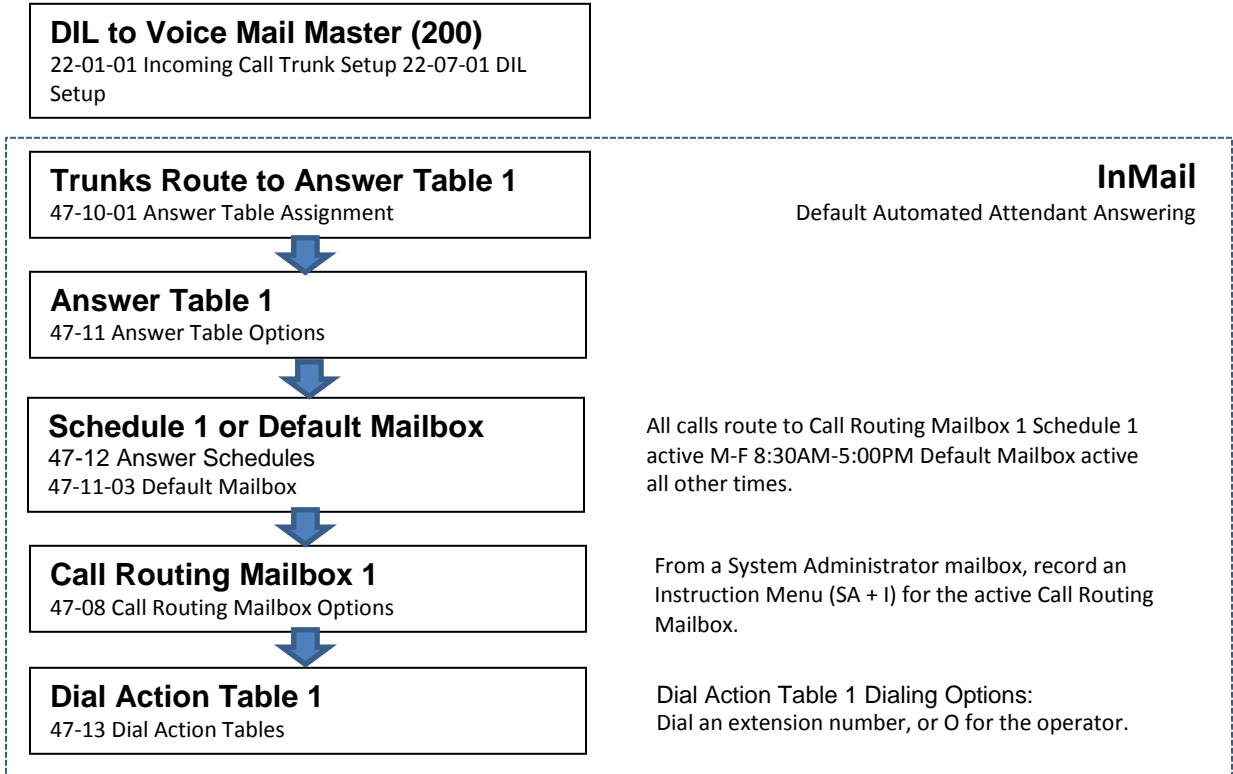 DIL to Voice Mail Master (200)
22-01-01 Incoming Call Trunk Setup 22-07-01 DIL
Setup
InMail
Default Automated Attendant Answering
Trunks Route to Answer Table 1
47-10-01 Answer Table Assignment
Answer Table 1
47-11 Answer Table Options
Schedule 1 or Default Mailbox
47-12 Answer Schedules
47-11-03 Default Mailbox
All calls route to Call Routing Mailbox 1 Schedule 1
active M-F 8:30AM-5:00PM Default Mailbox active
all other times.
Call Routing Mailbox 1
47-08 Call Routing Mailbox Options
From a System Administrator mailbox, record an
Instruction Menu (SA + I) for the active Call Routing
Mailbox.
Dial Action Table 1
47-13 Dial Action Tables
Dial Action Table 1 Dialing Options:
Dial an extension number, or O for the operator.